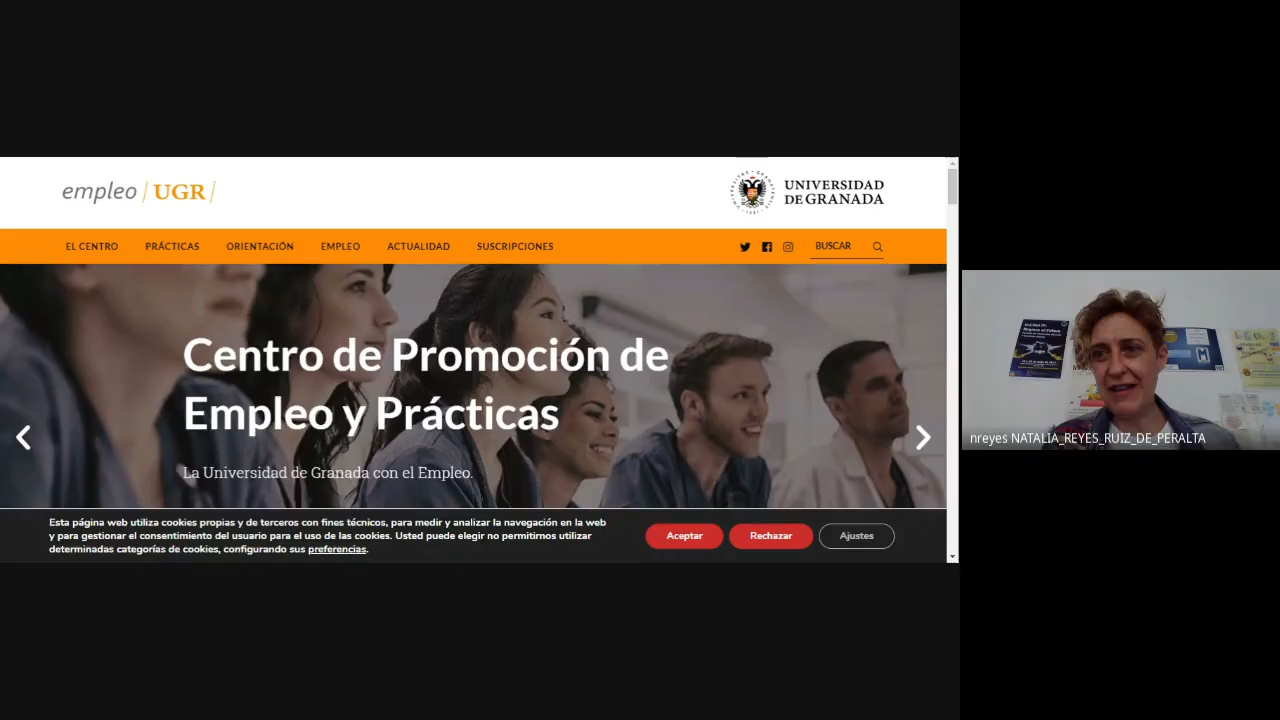 empleo / UGR /
UNIVERSIDAD
DE GRANADA
EL CENTRO PRÁCTICAS ORIENTACIÓN EMPLEO ACTUALIDAD SUSCRIPCIONES BUSCAR
Centro de Promoción de
Empleo y Prácticas
La Universidad de Granada con el Empleo.
Esta página web utiliza cookies propias y de terceros con fines técnicos, para medir y analizar la navegación en la web
y para gestionar el consentimiento del usuario para el uso de las cookies. Usted puede elegir no permitirnos utilizar
determinadas categorías de cookies, configurando sus preferencias.
Aceptar Rechazar Ajustes
nreyes NATALIA_REYES_RUIZ_DE_PERALTA